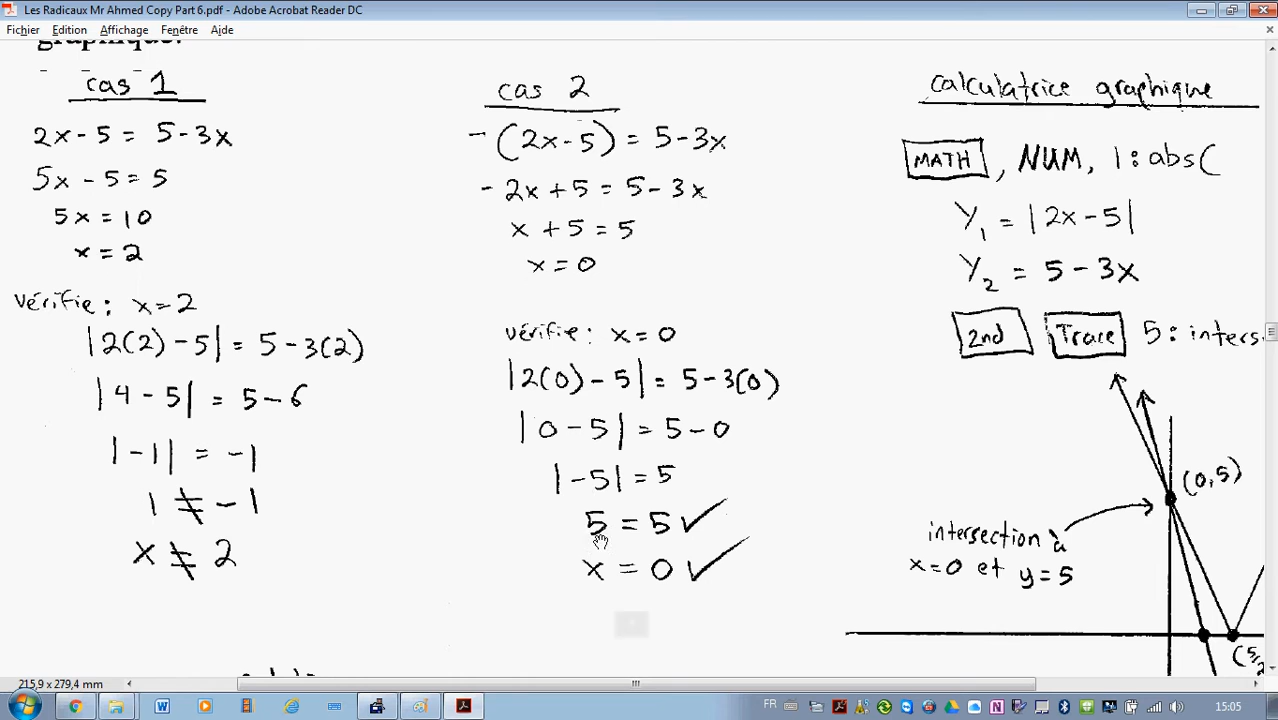 Les Radicaux Mr Ahmed Copy Part 6.pdf - Adobe Acrobat Reader DC
Fichier Edition Affichage Fenêtre Aide
graphique.
cas 1
2x - 5 = 5 - 3x
5x - 5 = 5
5x = 10
x = 2
vérifie : x = 2
|2(2) - 5| = 5 - 3(2)
|4 - 5| = 5 - 6
|-1| = -1
1 ≠ -1
x ≠ 2
cas 2
-(2x - 5) = 5 - 3x
-2x + 5 = 5 - 3x
x + 5 = 5
x = 0
vérifie : x = 0
|2(0) - 5| = 5 - 3(0)
|0 - 5| = 5 - 0
|-5| = 5
5 = 5 ✓
x = 0 ✓
calculatrice graphique
MATH , NUM, 1 : abs(
Y1 = |2x - 5|
Y2 = 5 - 3x
2nd Trace 5 : inters
(0,5)
intersection à
x = 0 et y = 5
(5/2
215,9 x 279,4 mm
FR 15:05